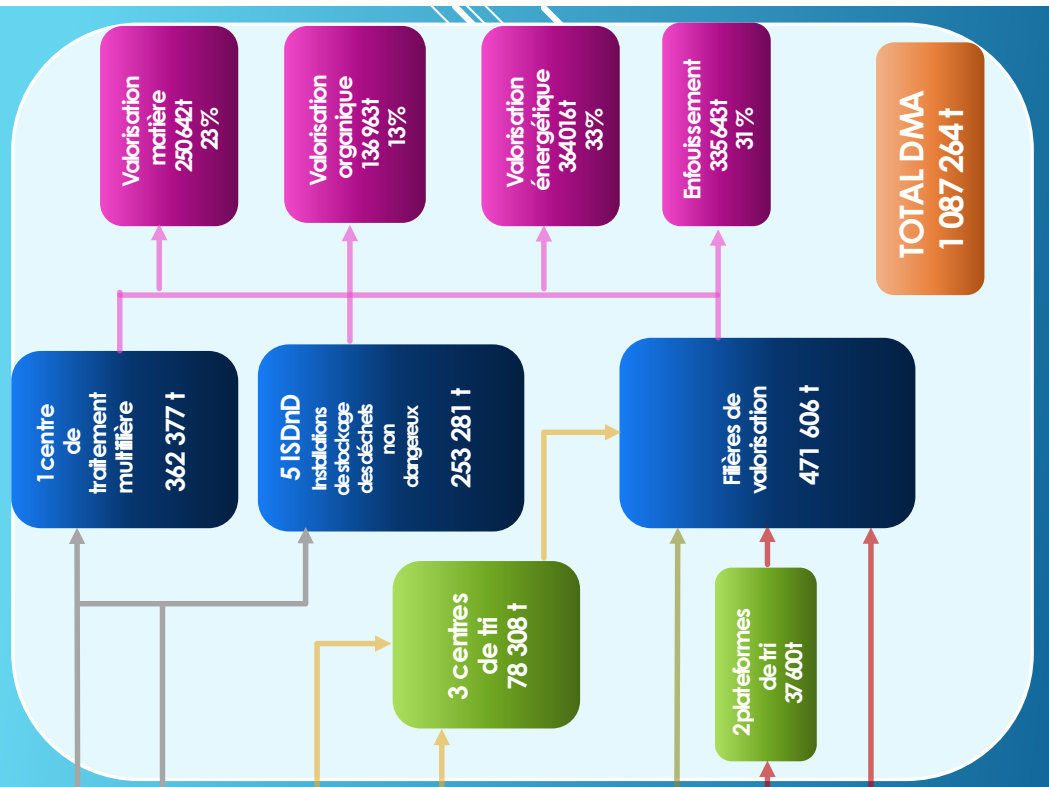 Valorisation
matière
250 642 t
23 %
Valorisation
organique
136 963 t
13 %
Valorisation
énergétique
364 016 t
33 %
Enfouissement
335 643 t
31 %
TOTAL DMA
1 087 264 t
1 centre
de
traitement
multifilière
362 377 t
5 ISDnD
Installations
de stockage
des déchets
non
dangereux
253 281 t
Filières de
valorisation
471 606 t
3 centres
de tri
78 308 t
2 plateformes
de tri
37 600 t